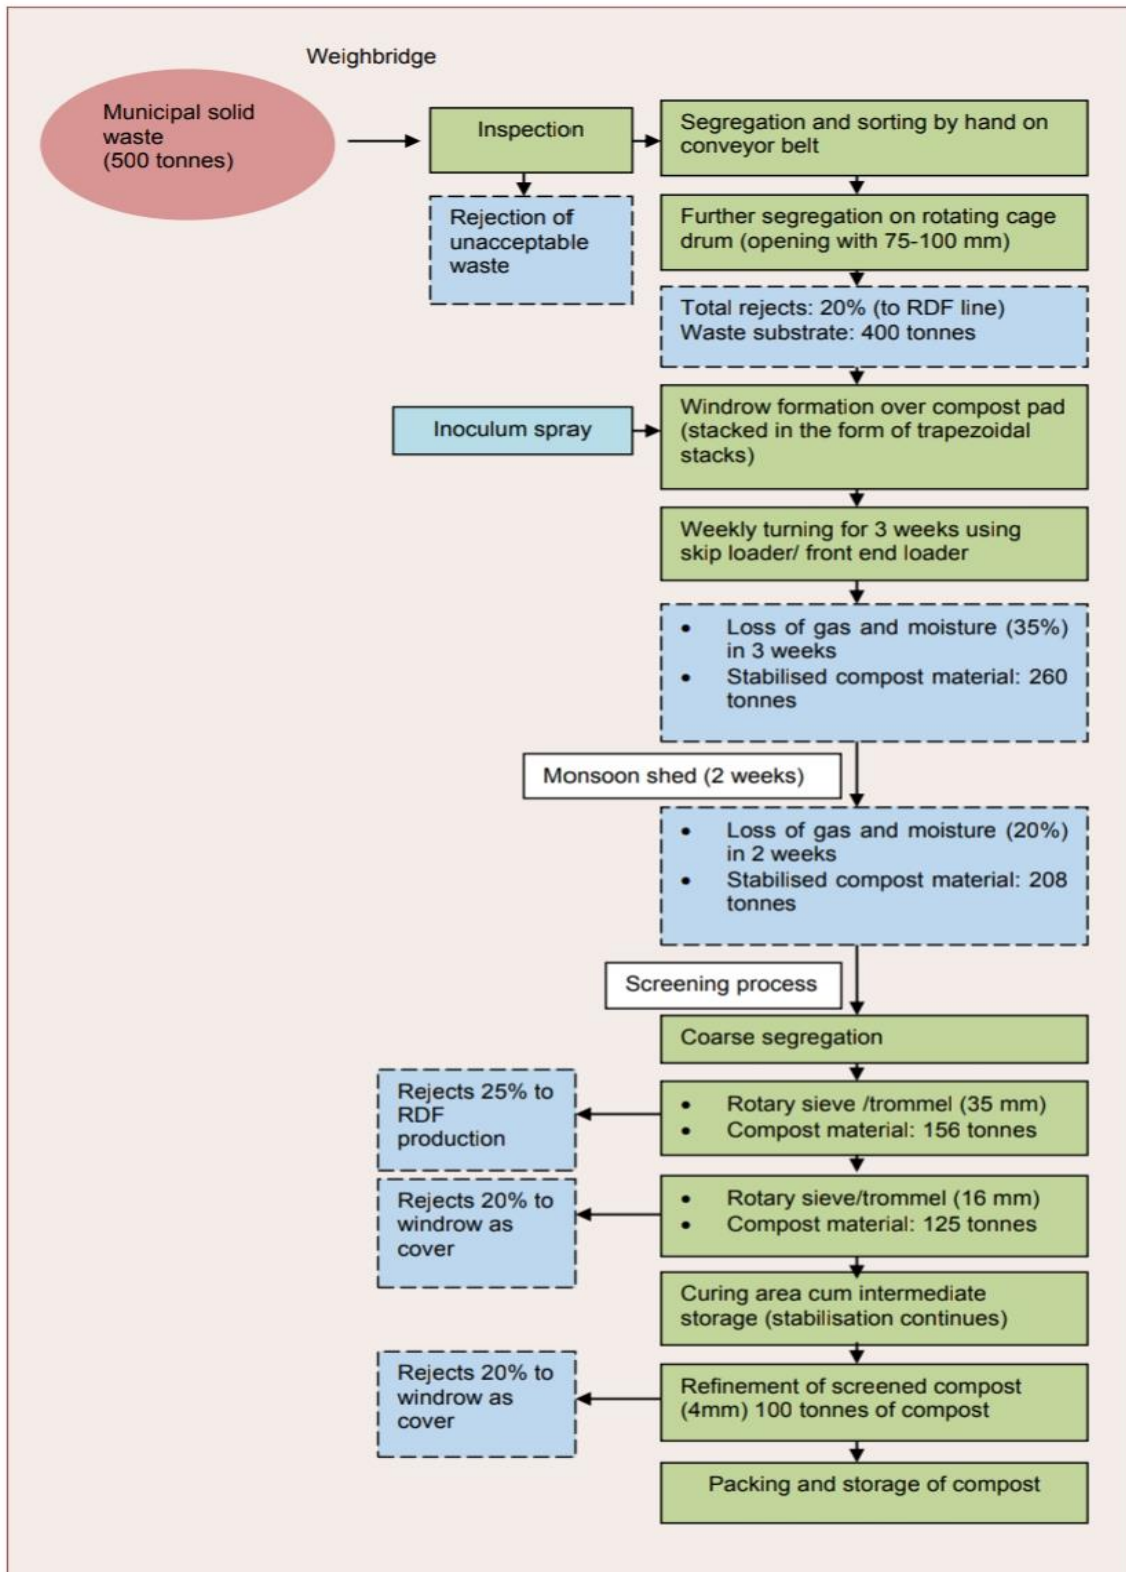 Weighbridge
Municipal solid
waste
(500 tonnes)
Inspection
Segregation and sorting by hand on
conveyor belt
Rejection of
unacceptable
waste
Further segregation on rotating cage
drum (opening with 75-100 mm)
Total rejects: 20% (to RDF line)
Waste substrate: 400 tonnes
Inoculum spray
Windrow formation over compost pad
(stacked in the form of trapezoidal
stacks)
Weekly turning for 3 weeks using
skip loader/ front end loader
• Loss of gas and moisture (35%)
in 3 weeks
• Stabilised compost material: 260
tonnes
Monsoon shed (2 weeks)
• Loss of gas and moisture (20%)
in 2 weeks
• Stabilised compost material: 208
tonnes
Screening process
Coarse segregation
Rejects 25% to
RDF
production
• Rotary sieve /trommel (35 mm)
• Compost material: 156 tonnes
Rejects 20% to
windrow as
cover
• Rotary sieve/trommel (16 mm)
• Compost material: 125 tonnes
Curing area cum intermediate
storage (stabilisation continues)
Rejects 20% to
windrow as
cover
Refinement of screened compost
(4mm) 100 tonnes of compost
Packing and storage of compost